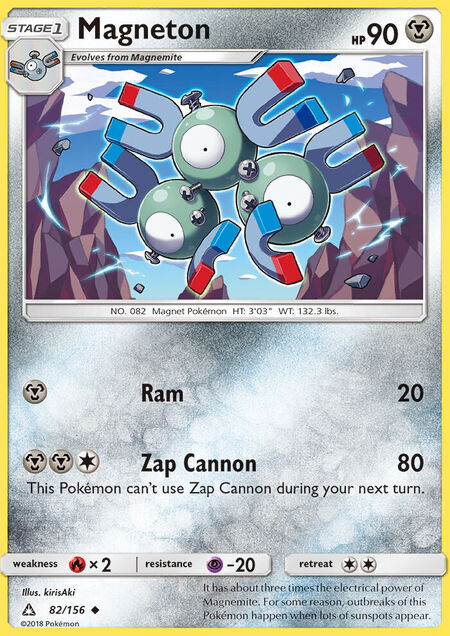 STAGE1
Magneton
HP 90
Evolves from Magnemite
NO. 082 Magnet Pokémon HT: 3'03" WT: 132.3 lbs.
Ram 20
Zap Cannon 80
This Pokémon can't use Zap Cannon during your next turn.
weakness ×2 resistance -20 retreat
Illus. kirisAki
82/156
©2018 Pokémon
It has about three times the electrical power of
Magnemite. For some reason, outbreaks of this
Pokémon happen when lots of sunspots appear.